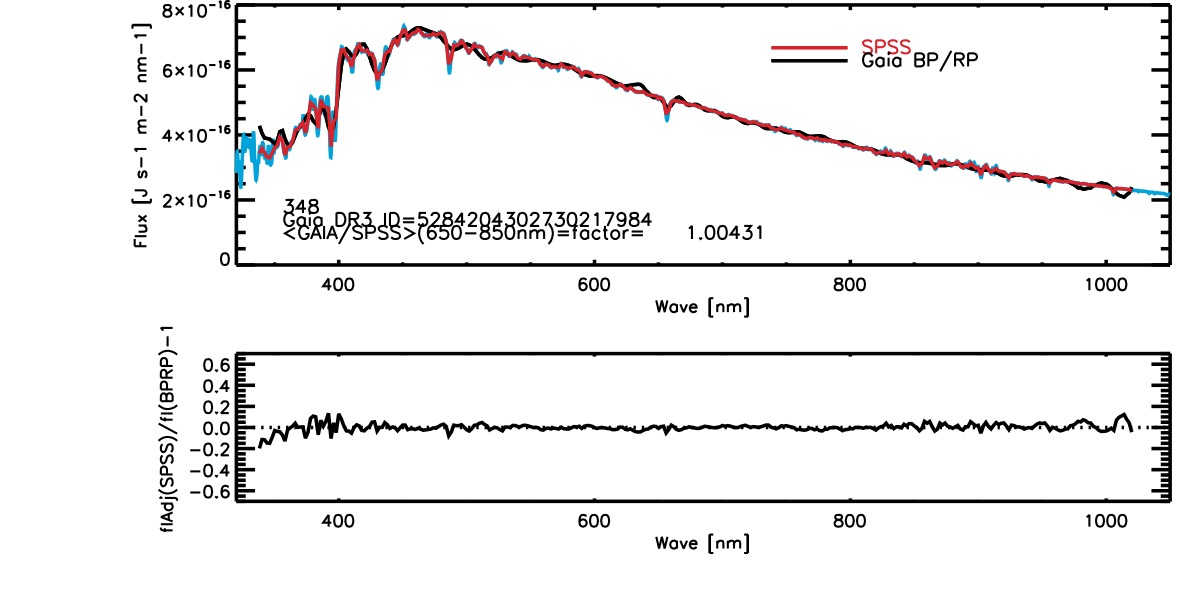 8×10−16
6×10−16
4×10−16
2×10−16
0
Flux [J s−1 m−2 nm−1]
SPSS
Gaia BP/RP
348
Gaia DR3 ID=5284204302730217984
<GAIA/SPSS>(650−850nm)=factor= 1.00431
400 600 800 1000
Wave [nm]
flAdj(SPSS)/fl(BPRP)−1
0.6
0.4
0.2
0.0
−0.2
−0.4
−0.6
400 600 800 1000
Wave [nm]